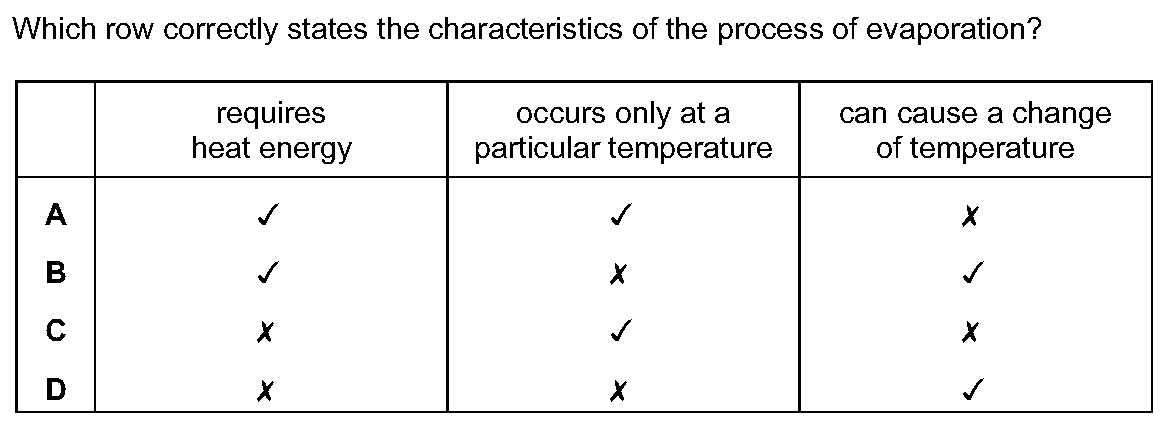 Which row correctly states the characteristics of the process of evaporation?
requires heat energy occurs only at a particular temperature can cause a change of temperature
A ✓ ✓ ✗
B ✓ ✗ ✓
C ✗ ✓ ✗
D ✗ ✗ ✓